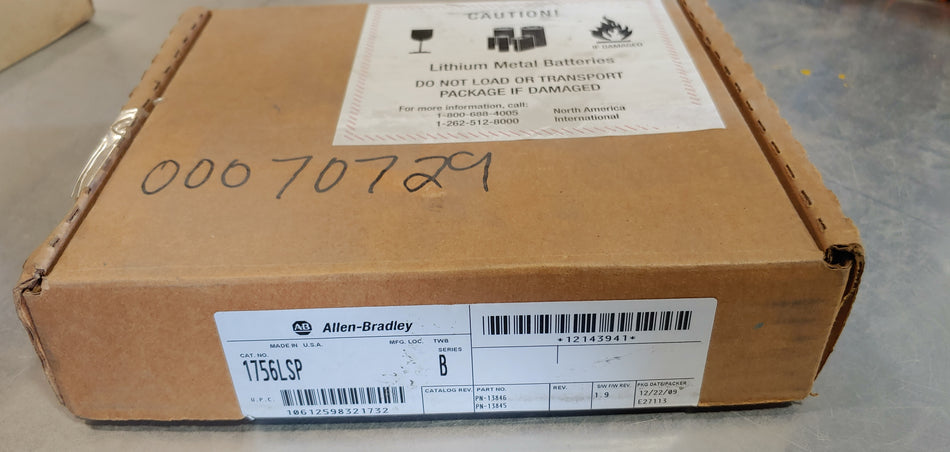 CAUTION!
IF DAMAGED
Lithium Metal Batteries
DO NOT LOAD OR TRANSPORT
PACKAGE IF DAMAGED
For more information, call:
1-800-688-4005 North America
1-262-512-8000 International
00070729
AB Allen-Bradley
MADE IN U.S.A. MFG. LOC. TWB
CAT. NO. SERIES
1756LSP B
U.P.C.
10612598321732
*12143941*
CATALOG REV. PART NO. REV. S/W F/W REV. PKG DATE/PACKER
PN-13846 1.9 12/22/09
PN-13845 E27113